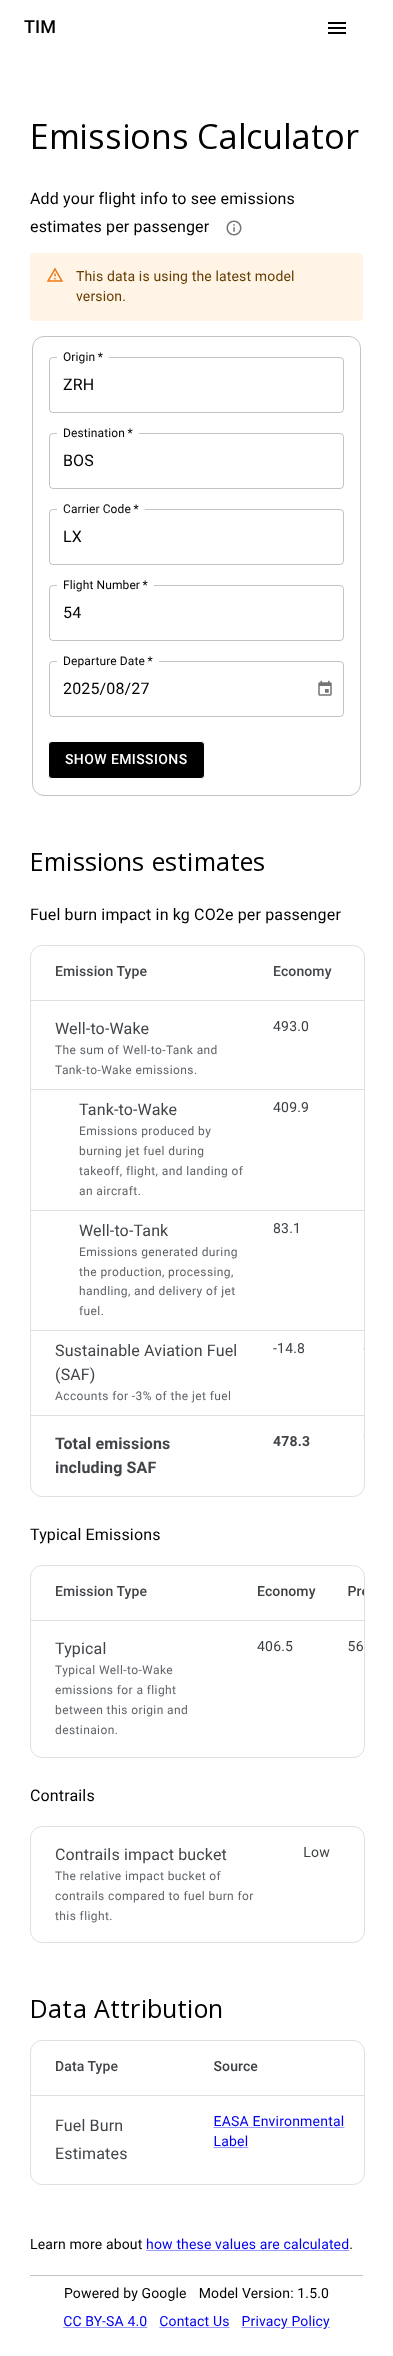 TIM
Emissions Calculator
Add your flight info to see emissions
estimates per passenger
This data is using the latest model
version.
Origin *
ZRH
Destination *
BOS
Carrier Code *
LX
Flight Number *
54
Departure Date *
2025/08/27
SHOW EMISSIONS
Emissions estimates
Fuel burn impact in kg CO2e per passenger
Emission Type Economy
Well-to-Wake 493.0
The sum of Well-to-Tank and
Tank-to-Wake emissions.
Tank-to-Wake 409.9
Emissions produced by
burning jet fuel during
takeoff, flight, and landing of
an aircraft.
Well-to-Tank 83.1
Emissions generated during
the production, processing,
handling, and delivery of jet
fuel.
Sustainable Aviation Fuel -14.8
(SAF)
Accounts for -3% of the jet fuel
Total emissions 478.3
including SAF
Typical Emissions
Emission Type Economy
Typical 406.5 56
Typical Well-to-Wake
emissions for a flight
between this origin and
destinaion.
Contrails
Contrails impact bucket Low
The relative impact bucket of
contrails compared to fuel burn for
this flight.
Data Attribution
Data Type Source
Fuel Burn EASA Environmental
Estimates Label
Learn more about how these values are calculated.
Powered by Google Model Version: 1.5.0
CC BY-SA 4.0 Contact Us Privacy Policy